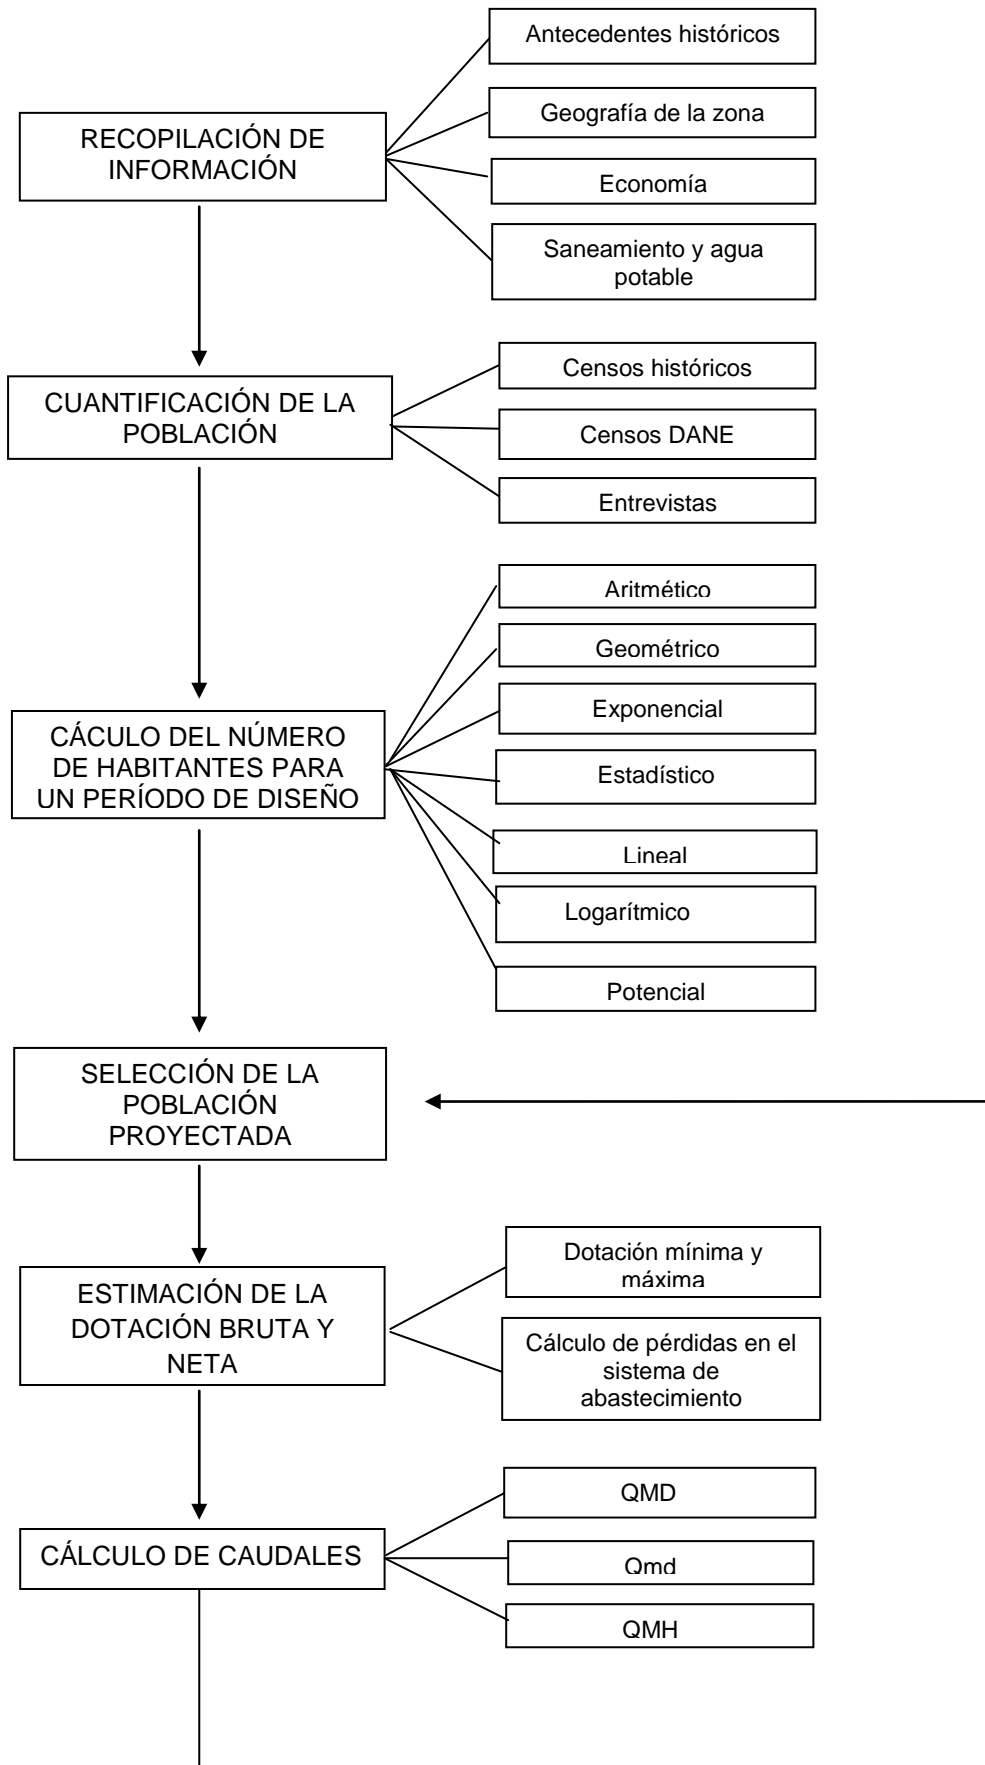 Antecedentes históricos
Geografía de la zona
RECOPILACIÓN DE
INFORMACIÓN
Economía
Saneamiento y agua
potable
Censos históricos
CUANTIFICACIÓN DE LA
POBLACIÓN
Censos DANE
Entrevistas
Aritmético
Geométrico
Exponencial
CÁCULO DEL NÚMERO
DE HABITANTES PARA
UN PERÍODO DE DISEÑO
Estadístico
Lineal
Logarítmico
Potencial
SELECCIÓN DE LA
POBLACIÓN
PROYECTADA
Dotación mínima y
máxima
ESTIMACIÓN DE LA
DOTACIÓN BRUTA Y
NETA
Cálculo de pérdidas en el
sistema de
abastecimiento
QMD
CÁLCULO DE CAUDALES
Qmd
QMH